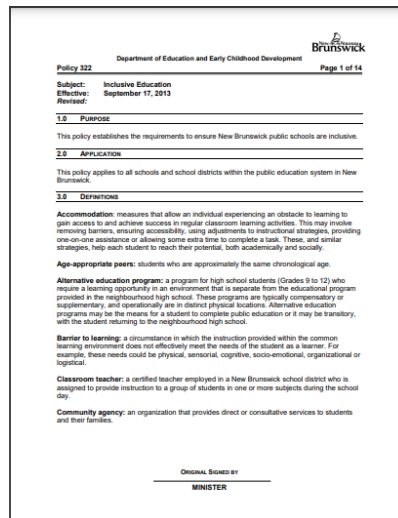 New Brunswick
Department of Education and Early Childhood Development
Policy 322 Page 1 of 14
Subject: Inclusive Education
Effective: September 17, 2013
Revised:
1.0 PURPOSE
This policy establishes the requirements to ensure New Brunswick public schools are inclusive.
2.0 APPLICATION
This policy applies to all schools and school districts within the public education system in New
Brunswick.
3.0 DEFINITIONS
Accommodation: measures that allow an individual experiencing an obstacle to learning to
gain access to and achieve success in regular classroom learning activities. This may involve
removing barriers, ensuring accessibility, using adjustments to instructional strategies, providing
one-on-one assistance or allowing some extra time to complete a task. These, and similar
strategies, help each student to reach their potential, both academically and socially.
Age-appropriate peers: students who are approximately the same chronological age.
Alternative education program: a program for high school students (Grades 9 to 12) who
require a learning opportunity in an environment that is separate from the educational program
provided in the neighbourhood high school. These programs are typically compensatory or
supplementary, and operationally are in distinct physical locations. Alternative education
programs may be the means for a student to complete public education or it may be transitory,
with the student returning to the neighbourhood high school.
Barrier to learning: a circumstance in which the instruction provided within the common
learning environment does not effectively meet the needs of the student as a learner. For
example, these needs could be physical, sensorial, cognitive, socio-emotional, organizational or
logistical.
Classroom teacher: a certified teacher employed in a New Brunswick school district who is
assigned to provide instruction to a group of students in one or more subjects during the school
day.
Community agency: an organization that provides direct or consultative services to students
and their families.
ORIGINAL SIGNED BY
MINISTER